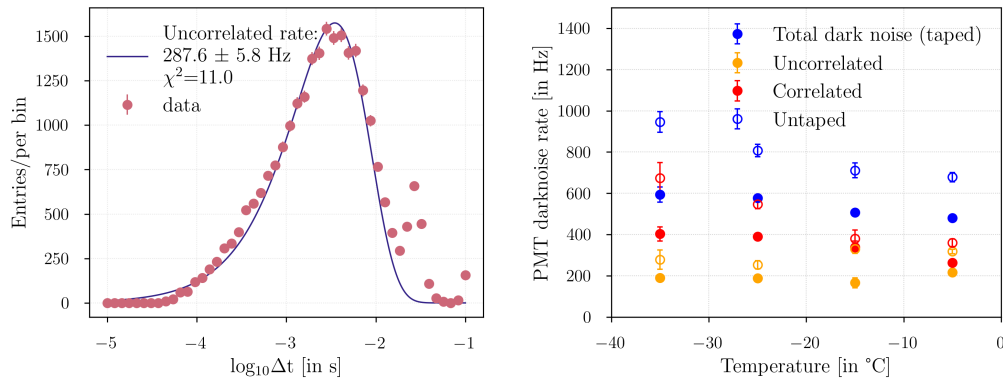 Uncorrelated rate:
287.6 ± 5.8 Hz
χ²=11.0
data
Entries/per bin
1500
1250
1000
750
500
250
0
−5
−4
−3
−2
−1
log₁₀Δt [in s]
Total dark noise (taped)
Uncorrelated
Correlated
Untaped
PMT darknoise rate [in Hz]
1400
1200
1000
800
600
400
200
0
−40
−30
−20
−10
0
Temperature [in °C]